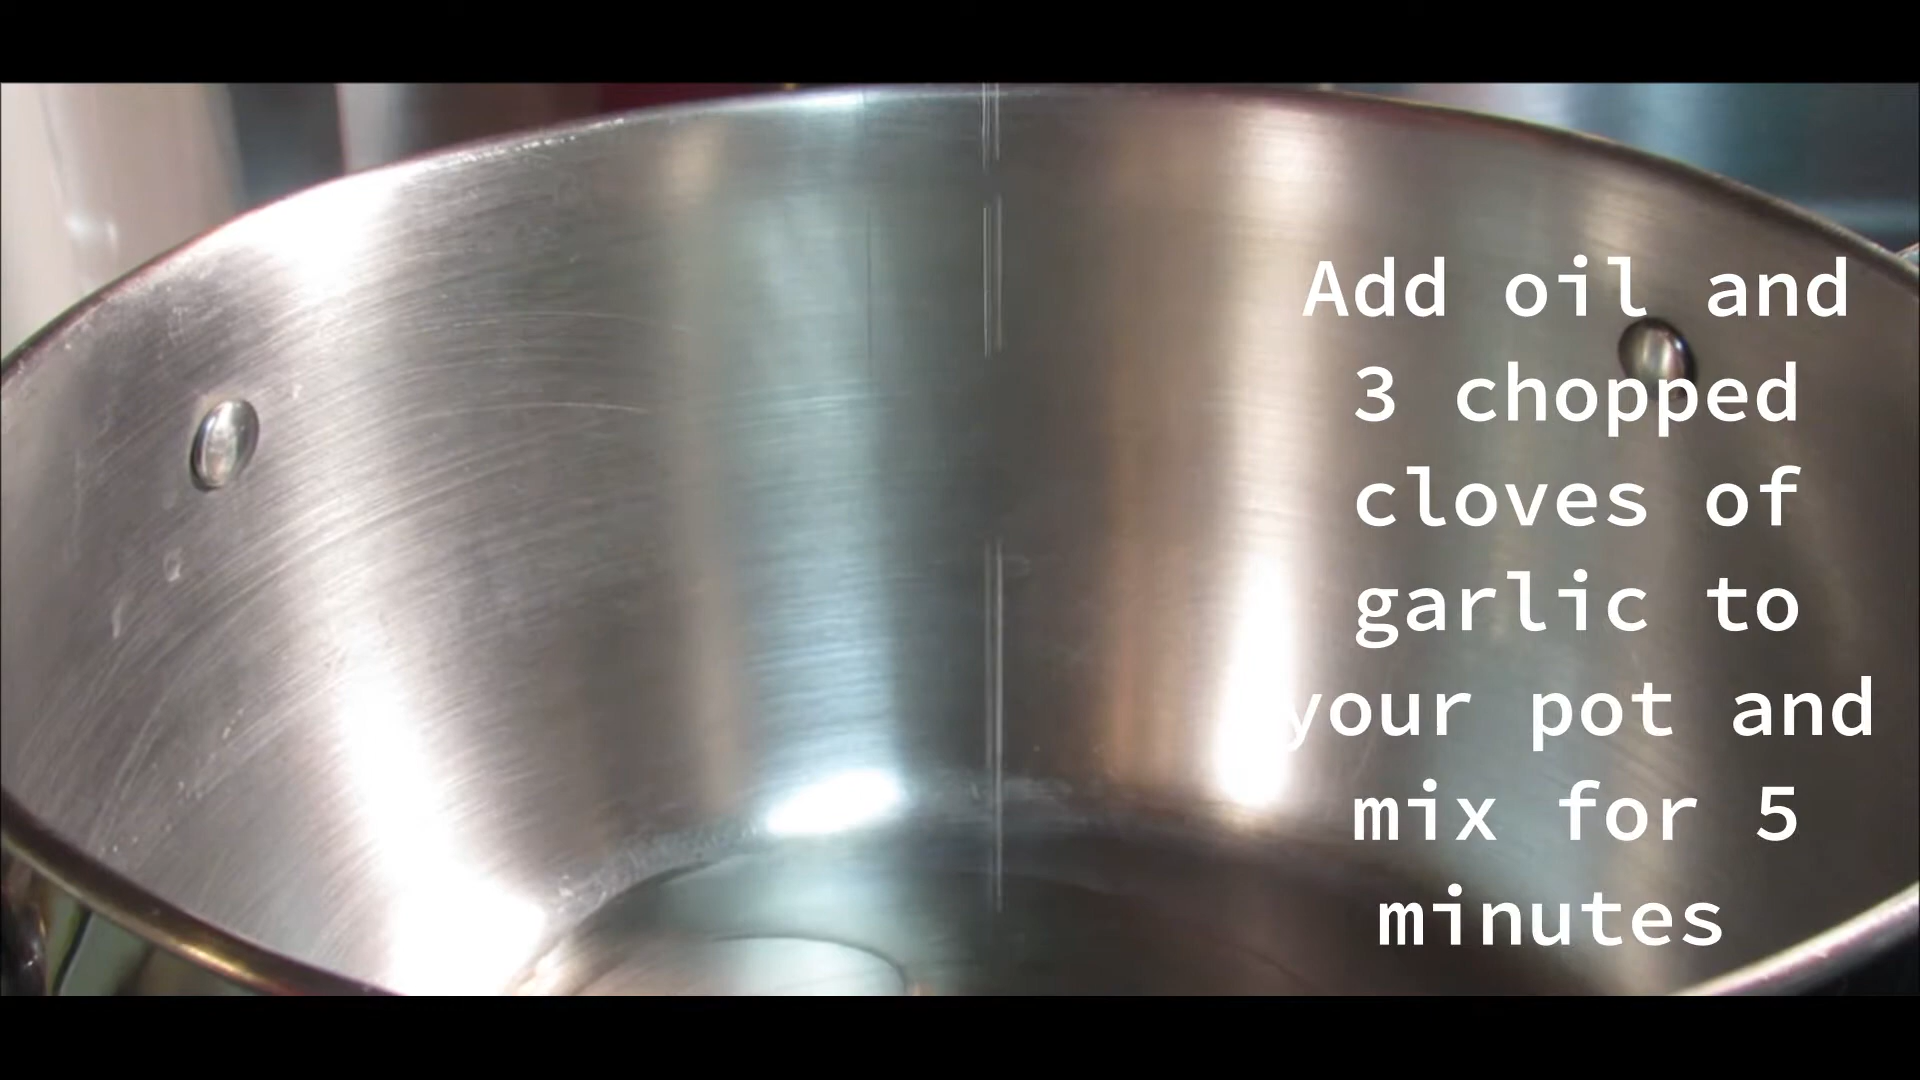 Add oil and
3 chopped
cloves of
garlic to
your pot and
mix for 5
minutes